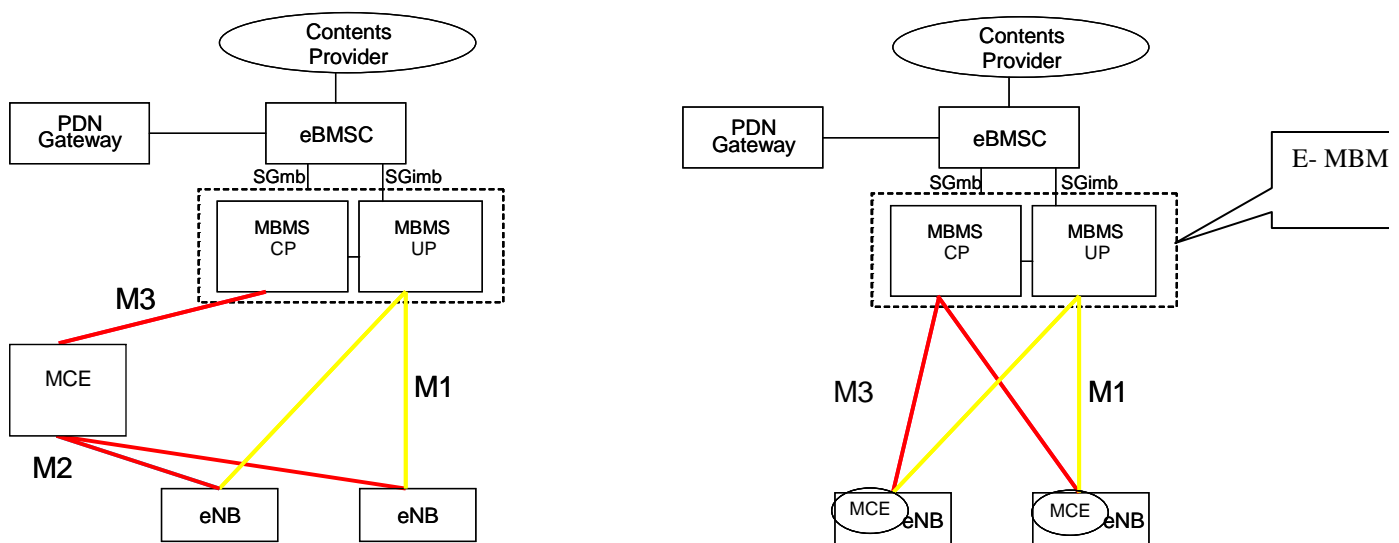 Contents
Provider
PDN
Gateway
eBMSC
SGmb
SGimb
MBMS
CP
MBMS
UP
M3
MCE
M1
M2
eNB
eNB
Contents
Provider
PDN
Gateway
eBMSC
E- MBM
SGmb
SGimb
MBMS
CP
MBMS
UP
M3
M1
MCE
eNB
MCE
eNB